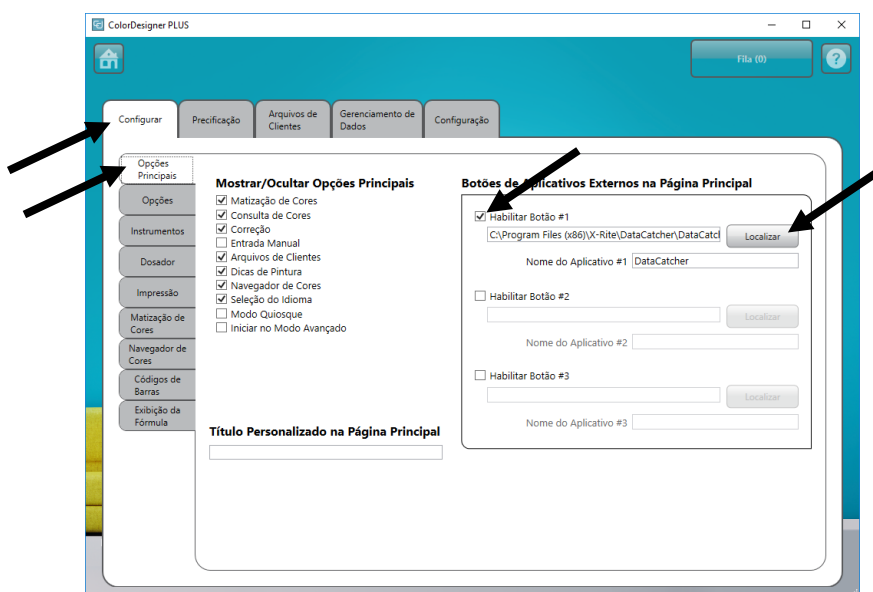 ColorDesigner PLUS
Fila (0)
?
Configurar
Precificação
Arquivos de
Clientes
Gerenciamento de
Dados
Configuração
Opções
Principais
Opções
Instrumentos
Dosador
Impressão
Matização de
Cores
Navegador de
Cores
Códigos de
Barras
Exibição da
Fórmula
Mostrar/Ocultar Opções Principais
Matização de Cores
Consulta de Cores
Correção
Entrada Manual
Arquivos de Clientes
Dicas de Pintura
Navegador de Cores
Seleção do Idioma
Modo Quiosque
Iniciar no Modo Avançado
Título Personalizado na Página Principal
Botões de Aplicativos Externos na Página Principal
Habilitar Botão #1
C:\Program Files (x86)\X-Rite\DataCatcher\DataCatcl
Localizar
Nome do Aplicativo #1 DataCatcher
Habilitar Botão #2
Localizar
Nome do Aplicativo #2
Habilitar Botão #3
Localizar
Nome do Aplicativo #3